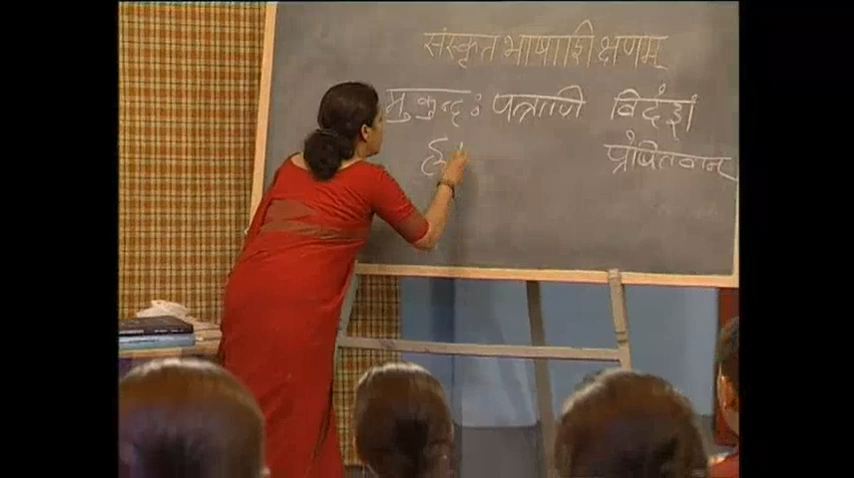 संस्कृतभाषाशिक्षणम्
मुकुन्दः पत्राणि विदेशं
प्रेषितवान्
ह